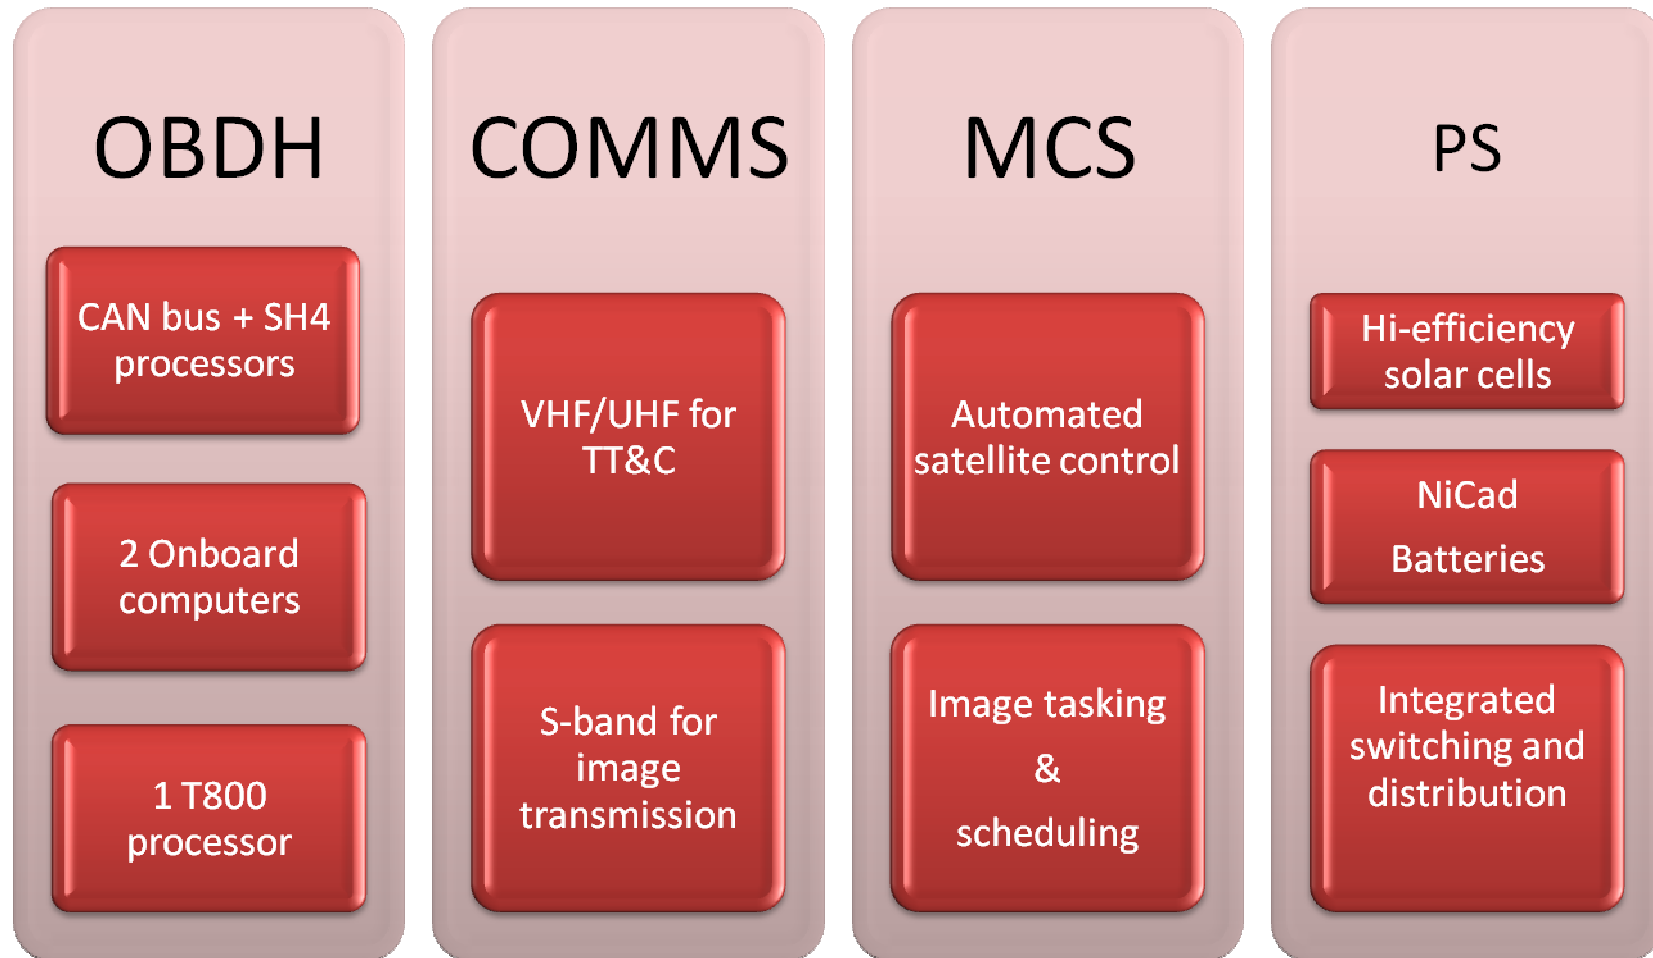 OBDH
CAN bus + SH4
processors
2 Onboard
computers
1 T800
processor
COMMS
VHF/UHF for
TT&C
S-band for
image
transmission
MCS
Automated
satellite control
Image tasking
&
scheduling
PS
Hi-efficiency
solar cells
NiCad
Batteries
Integrated
switching and
distribution